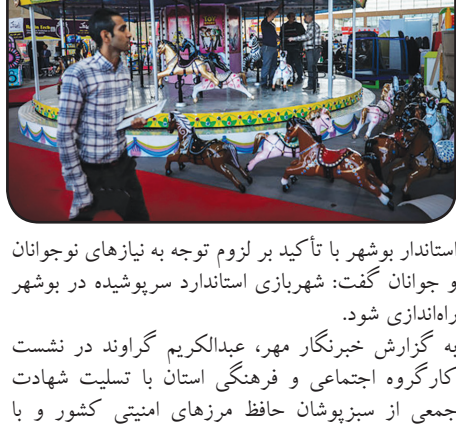 استاندار بوشهر با تأکید بر لزوم توجه به نیازهای نوجوانان
و جوانان گفت: شهربازی استاندارد سرپوشیده در بوشهر
راه‌اندازی شود.
به گزارش خبرنگار مهر، عبدالکریم گراوند در نشست
کارگروه اجتماعی و فرهنگی استان با تسلیت شهادت
جمعی از سبزپوشان حافظ مرزهای امنیتی کشور و با